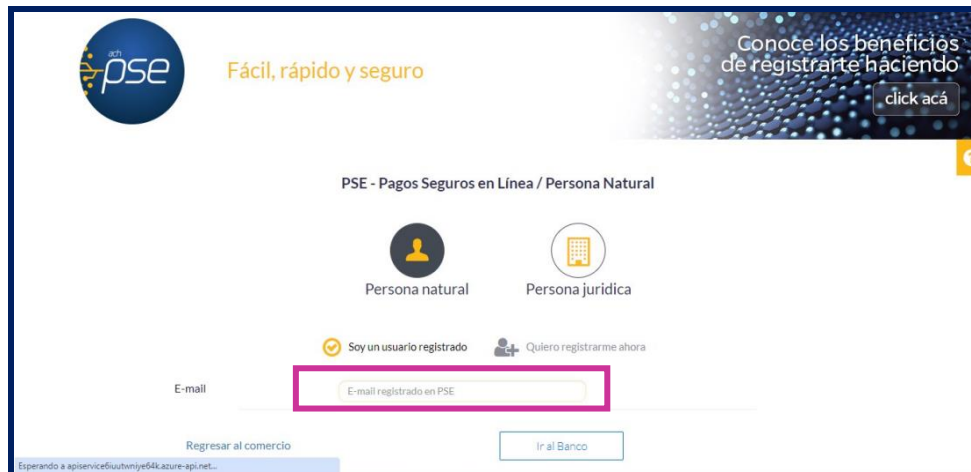 ach
pse
Fácil, rápido y seguro
Conoce los beneficios
de registrarte haciendo
click acá
PSE - Pagos Seguros en Línea / Persona Natural
Persona natural
Persona juridica
Soy un usuario registrado
Quiero registrarme ahora
E-mail
E-mail registrado en PSE
Regresar al comercio
Ir al Banco
Esperando a apiservice6iuutwniye64k.azure-api.net...